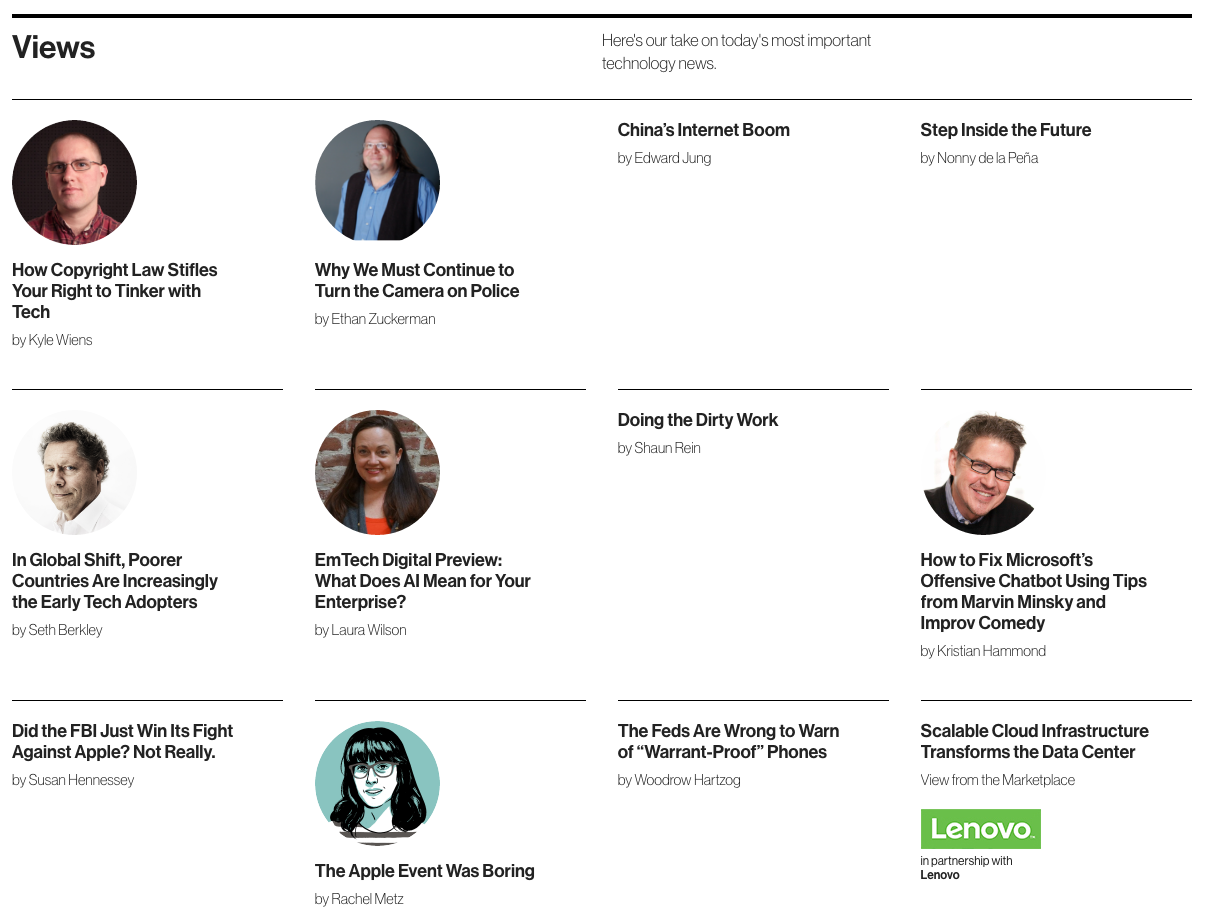 Views
Here's our take on today's most important
technology news.
How Copyright Law Stifles
Your Right to Tinker with
Tech
by Kyle Wiens
Why We Must Continue to
Turn the Camera on Police
by Ethan Zuckerman
China’s Internet Boom
by Edward Jung
Step Inside the Future
by Nonny de la Peña
In Global Shift, Poorer
Countries Are Increasingly
the Early Tech Adopters
by Seth Berkley
EmTech Digital Preview:
What Does AI Mean for Your
Enterprise?
by Laura Wilson
Doing the Dirty Work
by Shaun Rein
How to Fix Microsoft’s
Offensive Chatbot Using Tips
from Marvin Minsky and
Improv Comedy
by Kristian Hammond
Did the FBI Just Win Its Fight
Against Apple? Not Really.
by Susan Hennessey
The Apple Event Was Boring
by Rachel Metz
The Feds Are Wrong to Warn
of “Warrant-Proof” Phones
by Woodrow Hartzog
Scalable Cloud Infrastructure
Transforms the Data Center
View from the Marketplace
Lenovo™
in partnership with
Lenovo